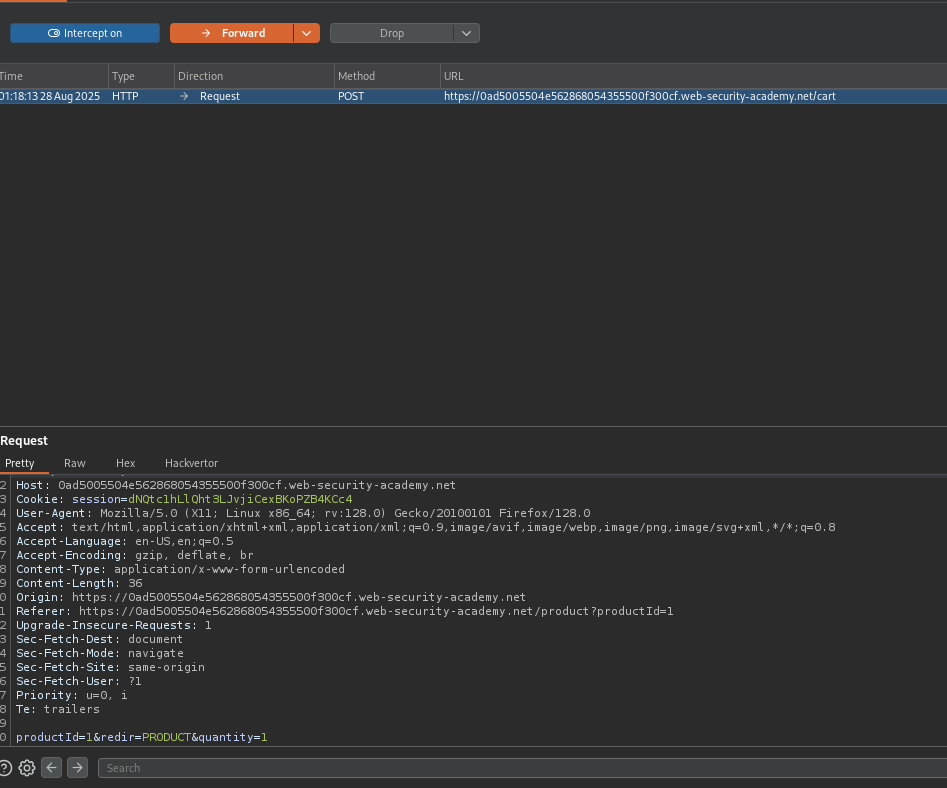 Intercept on Forward Drop
Time Type Direction Method URL
01:18:13 28 Aug 2025 HTTP → Request POST https://0ad5005504e562868054355500f300cf.web-security-academy.net/cart
Request
Pretty Raw Hex Hackvertor
2 Host: 0ad5005504e562868054355500f300cf.web-security-academy.net
3 Cookie: session=dNQtc1hLlQht3LJvjiCexBKoPZB4KCc4
4 User-Agent: Mozilla/5.0 (X11; Linux x86_64; rv:128.0) Gecko/20100101 Firefox/128.0
5 Accept: text/html,application/xhtml+xml,application/xml;q=0.9,image/avif,image/webp,image/png,image/svg+xml,*/*;q=0.8
6 Accept-Language: en-US,en;q=0.5
7 Accept-Encoding: gzip, deflate, br
8 Content-Type: application/x-www-form-urlencoded
9 Content-Length: 36
0 Origin: https://0ad5005504e562868054355500f300cf.web-security-academy.net
1 Referer: https://0ad5005504e562868054355500f300cf.web-security-academy.net/product?productId=1
2 Upgrade-Insecure-Requests: 1
3 Sec-Fetch-Dest: document
4 Sec-Fetch-Mode: navigate
5 Sec-Fetch-Site: same-origin
6 Sec-Fetch-User: ?1
7 Priority: u=0, i
8 Te: trailers
9
0 productId=1&redir=PRODUCT&quantity=1
Search